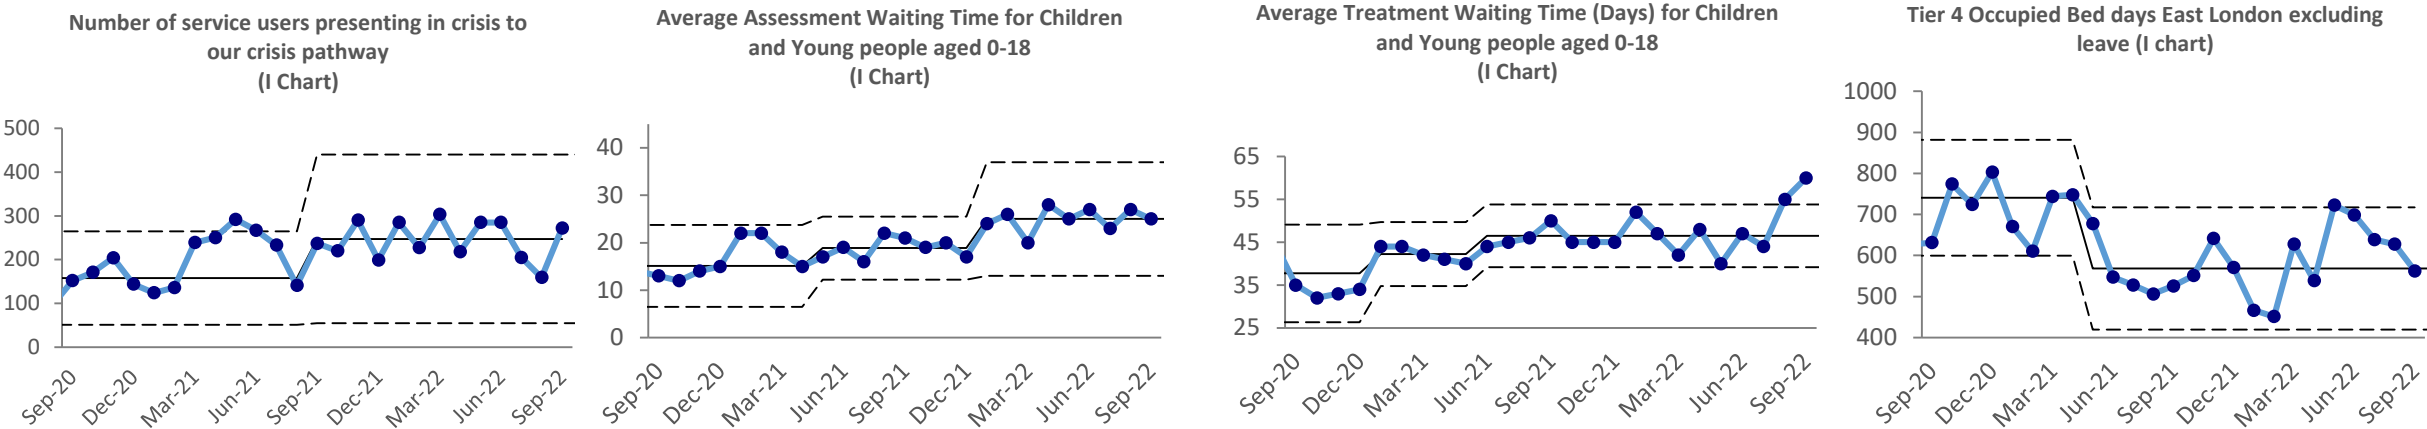 Number of service users presenting in crisis to
our crisis pathway
(I Chart)
500
400
300
200
100
0
Sep-20
Dec-20
Mar-21
Jun-21
Sep-21
Dec-21
Mar-22
Jun-22
Sep-22
Average Assessment Waiting Time for Children
and Young people aged 0-18
(I Chart)
40
30
20
10
0
Sep-20
Dec-20
Mar-21
Jun-21
Sep-21
Dec-21
Mar-22
Jun-22
Sep-22
Average Treatment Waiting Time (Days) for Children
and Young people aged 0-18
(I Chart)
65
55
45
35
25
Sep-20
Dec-20
Mar-21
Jun-21
Sep-21
Dec-21
Mar-22
Jun-22
Sep-22
Tier 4 Occupied Bed days East London excluding
leave (I chart)
1000
900
800
700
600
500
400
Sep-20
Dec-20
Mar-21
Jun-21
Sep-21
Dec-21
Mar-22
Jun-22
Sep-22